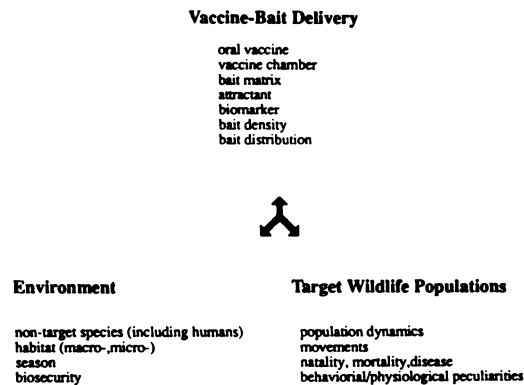 Vaccine-Bait Delivery
oral vaccine
vaccine chamber
bait matrix
attractant
biomarker
bait density
bait distribution
Environment
non-target species (including humans)
habitat (macro-,micro-)
season
biosecurity
Target Wildlife Populations
population dynamics
movements
natality, mortality,disease
behaviorial/physiological peculiarities